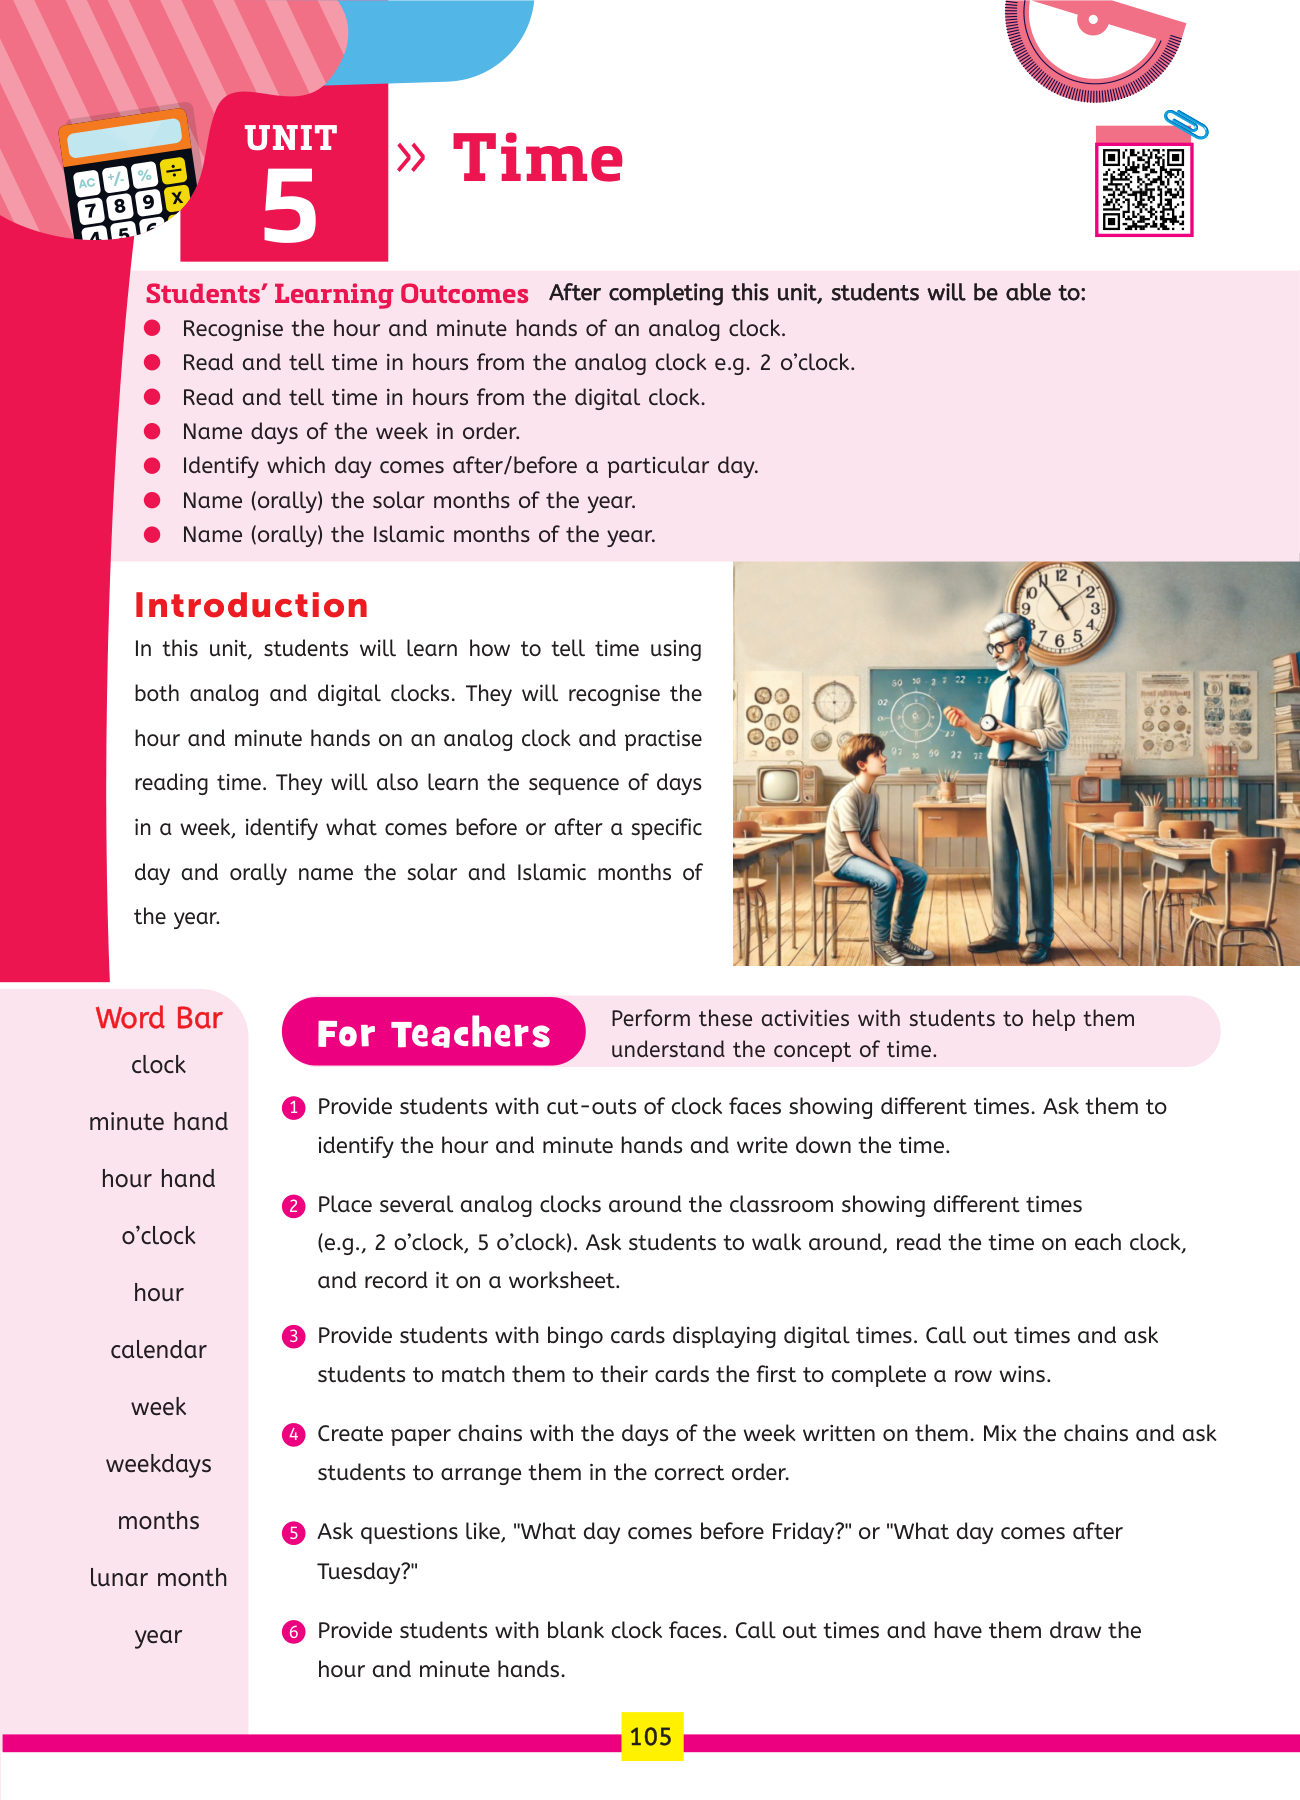 UNIT
5
Time
AC +/- % ÷
7 8 9 X
4 5 6
Students’ Learning Outcomes After completing this unit, students will be able to:
Recognise the hour and minute hands of an analog clock.
Read and tell time in hours from the analog clock e.g. 2 o’clock.
Read and tell time in hours from the digital clock.
Name days of the week in order.
Identify which day comes after/before a particular day.
Name (orally) the solar months of the year.
Name (orally) the Islamic months of the year.
Introduction
In this unit, students will learn how to tell time using
both analog and digital clocks. They will recognise the
hour and minute hands on an analog clock and practise
reading time. They will also learn the sequence of days
in a week, identify what comes before or after a specific
day and orally name the solar and Islamic months of
the year.
Word Bar
clock
minute hand
hour hand
o’clock
hour
calendar
week
weekdays
months
lunar month
year
For Teachers
Perform these activities with students to help them
understand the concept of time.
1 Provide students with cut-outs of clock faces showing different times. Ask them to
identify the hour and minute hands and write down the time.
2 Place several analog clocks around the classroom showing different times
(e.g., 2 o’clock, 5 o’clock). Ask students to walk around, read the time on each clock,
and record it on a worksheet.
3 Provide students with bingo cards displaying digital times. Call out times and ask
students to match them to their cards the first to complete a row wins.
4 Create paper chains with the days of the week written on them. Mix the chains and ask
students to arrange them in the correct order.
5 Ask questions like, "What day comes before Friday?" or "What day comes after
Tuesday?"
6 Provide students with blank clock faces. Call out times and have them draw the
hour and minute hands.
105